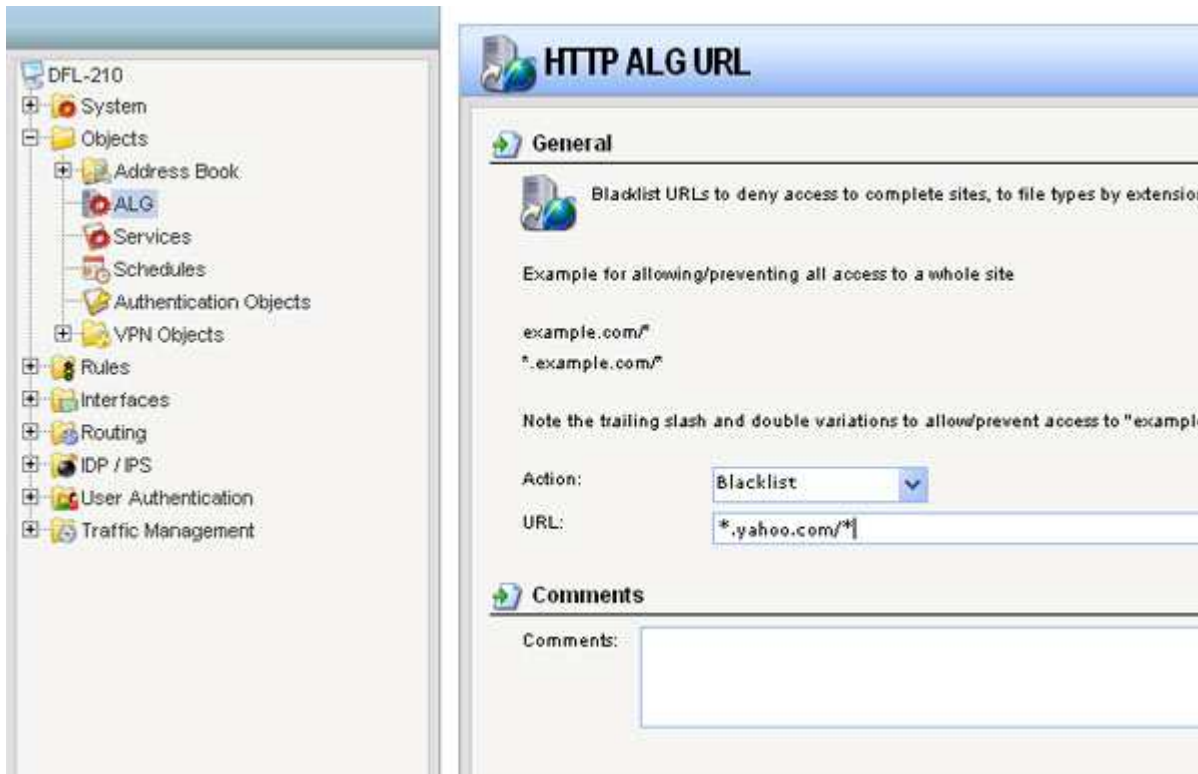 DFL-210
System
Objects
Address Book
ALG
Services
Schedules
Authentication Objects
VPN Objects
Rules
Interfaces
Routing
IDP / IPS
User Authentication
Traffic Management
HTTP ALG URL
General
Blacklist URLs to deny access to complete sites, to file types by extension
Example for allowing/preventing all access to a whole site
example.com/*
*.example.com/*
Note the trailing slash and double variations to allow/prevent access to "example
Action: Blacklist
URL: *.yahoo.com/*
Comments
Comments: